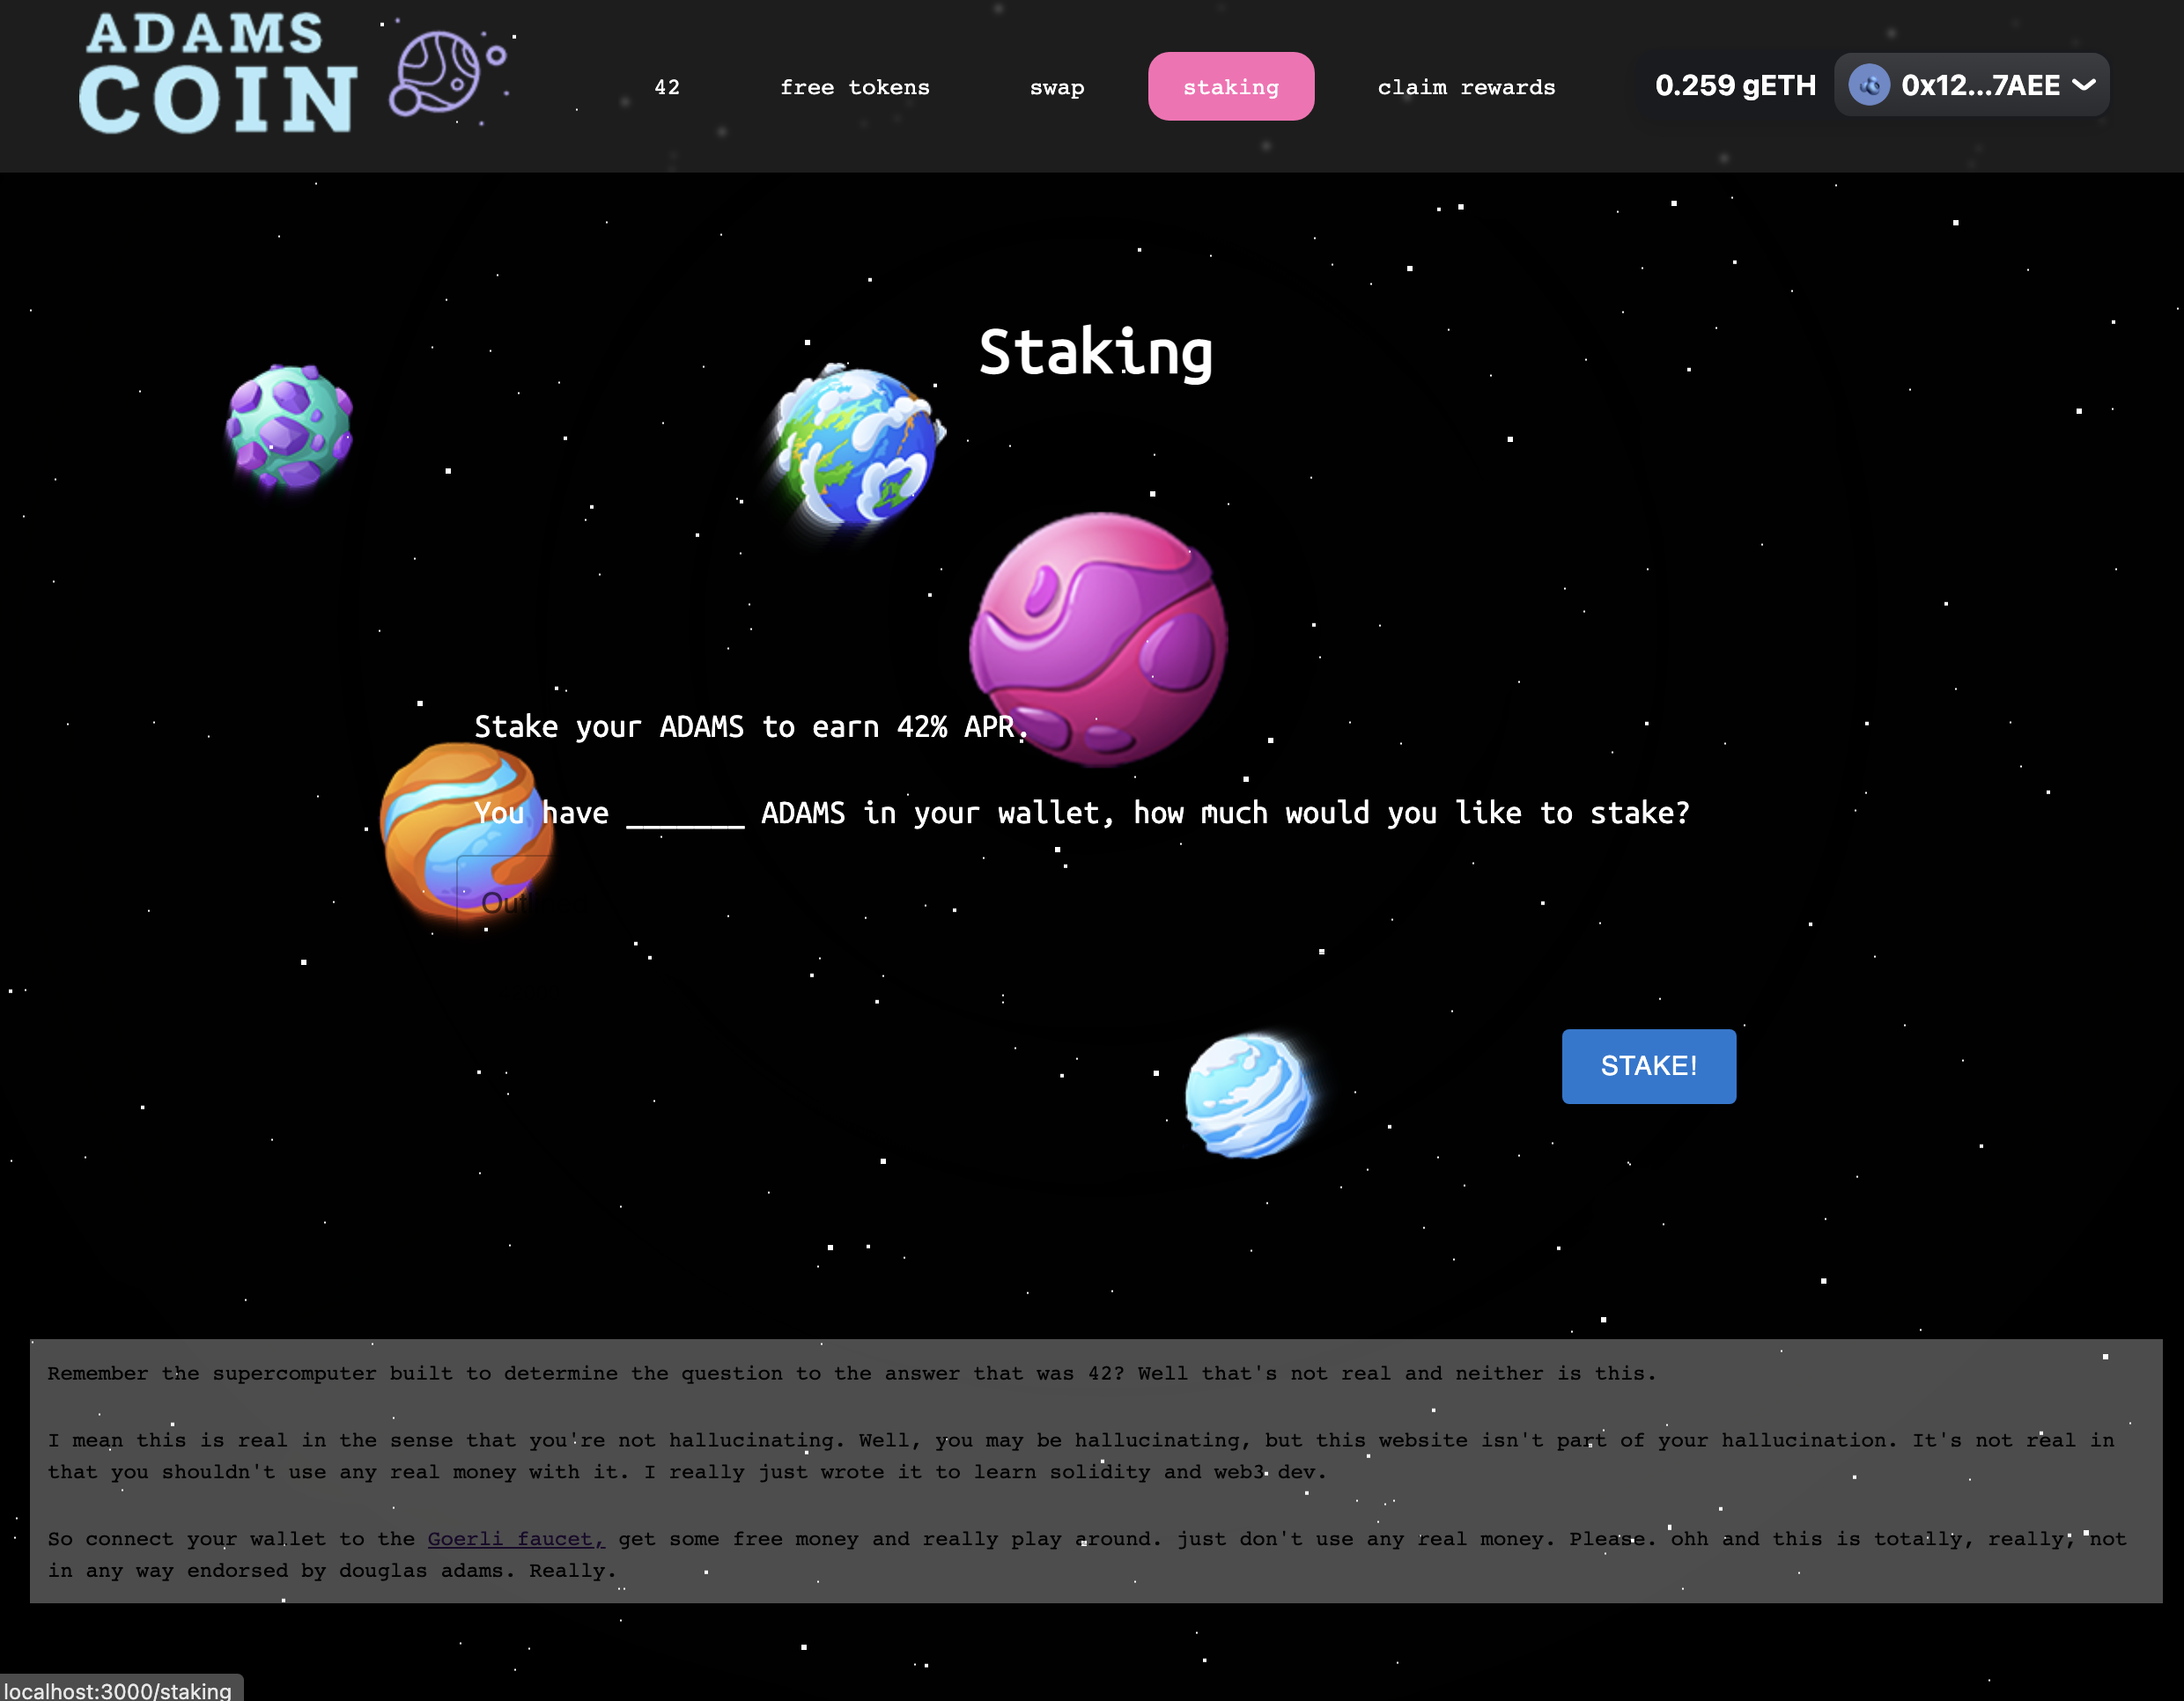 ADAMS
COIN
42
free tokens
swap
staking
claim rewards
0.259 gETH
0x12...7AEE
Staking
Stake your ADAMS to earn 42% APR.
You have _______ ADAMS in your wallet, how much would you like to stake?
STAKE!
Remember the supercomputer built to determine the question to the answer that was 42? Well that's not real and neither is this.
I mean this is real in the sense that you're not hallucinating. Well, you may be hallucinating, but this website isn't part of your hallucination. It's not real in
that you shouldn't use any real money with it. I really just wrote it to learn solidity and web3 dev.
So connect your wallet to the Goerli faucet, get some free money and really play around. just don't use any real money. Please. ohh and this is totally, really, not
in any way endorsed by douglas adams. Really.
localhost:3000/staking